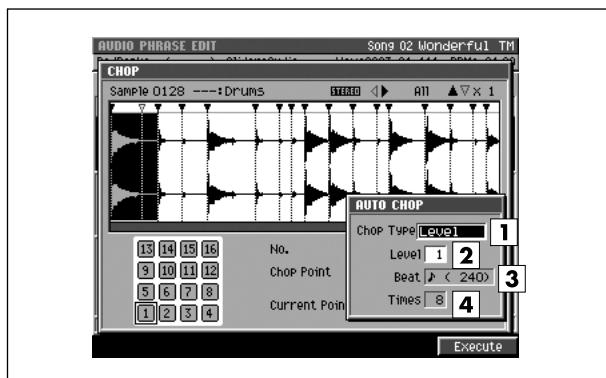 AUDIO PHRASE EDIT Song 02 Wonderful TM
CHOP
Sample 0128 ---:Drums STEREO All × 1
AUTO CHOP
Chop Type Level 1
Level 1 2
Beat ♪ ( 240) 3
Times 8 4
13 14 15 16 No.
9 10 11 12 Chop Point
5 6 7 8
1 2 3 4 Current Poin
Execute